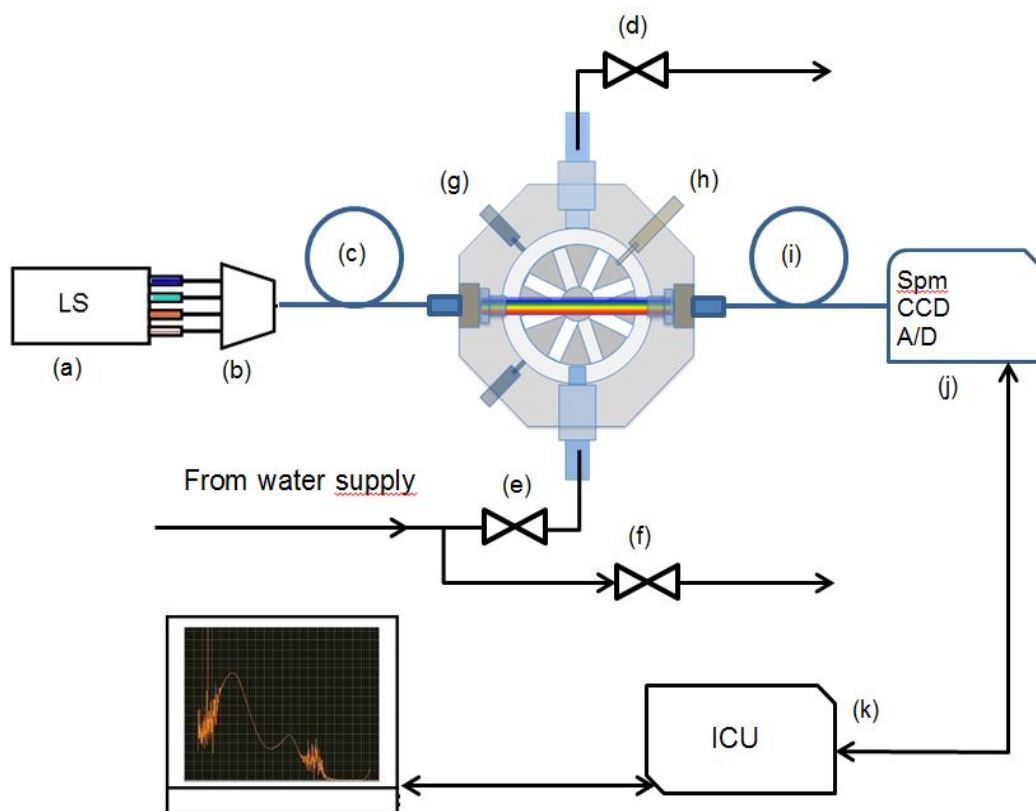 (d)
(g)
(h)
(c)
(i)
LS
Spm
CCD
A/D
(a)
(b)
(j)
From water supply
(e)
(f)
ICU
(k)